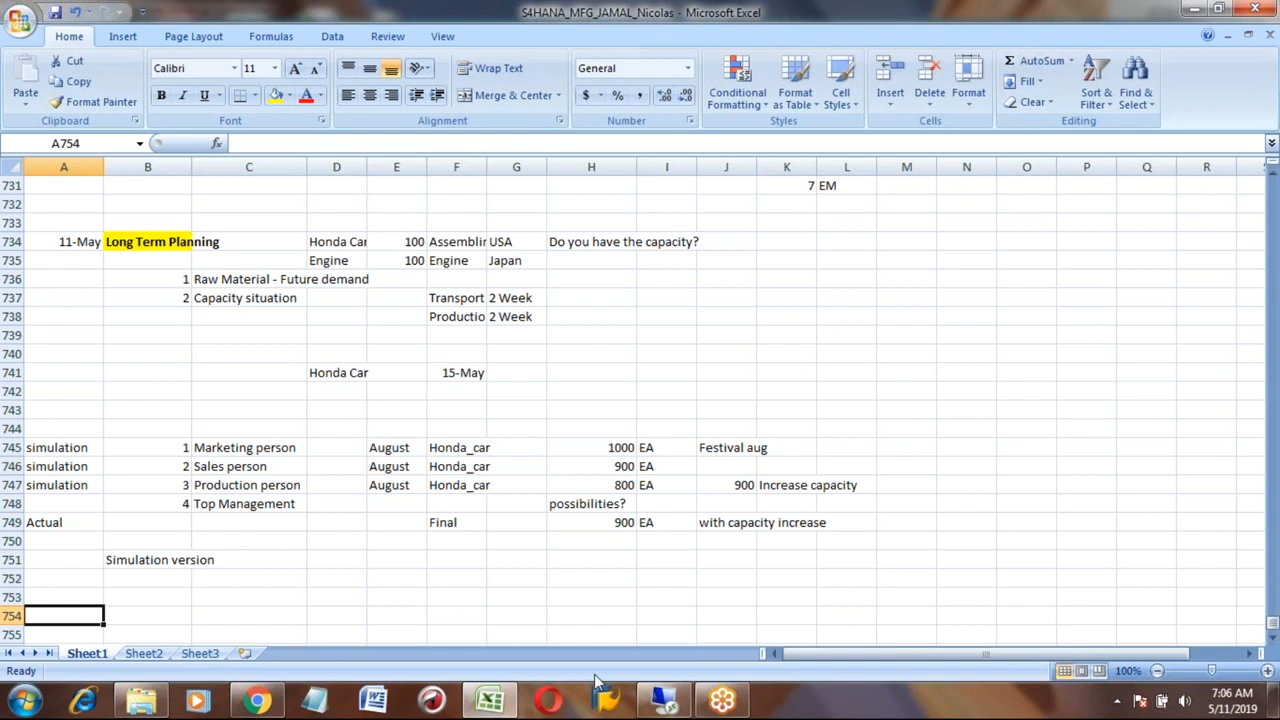 S4HANA_MFG_JAMAL_Nicolas - Microsoft Excel
Home Insert Page Layout Formulas Data Review View
Paste Cut Copy Format Painter Clipboard
Calibri 11 B I U Font
Wrap Text Merge & Center Alignment
General $ % , Number
Conditional Formatting Format as Table Cell Styles Styles
Insert Delete Format Cells
Σ AutoSum Fill Clear Sort & Filter Find & Select Editing
A754 fx
A B C D E F G H I J K L M N O P Q R
731 7 EM
732
733
734 11-May Long Term Planning Honda Car 100 Assemblin USA Do you have the capacity?
735 Engine 100 Engine Japan
736 1 Raw Material - Future demand
737 2 Capacity situation Transport 2 Week
738 Productio 2 Week
739
740
741 Honda Car 15-May
742
743
744
745 simulation 1 Marketing person August Honda_car 1000 EA Festival aug
746 simulation 2 Sales person August Honda_car 900 EA
747 simulation 3 Production person August Honda_car 800 EA 900 Increase capacity
748 4 Top Management possibilities?
749 Actual Final 900 EA with capacity increase
750
751 Simulation version
752
753
754
755
Sheet1 Sheet2 Sheet3
Ready 100%
7:06 AM
5/11/2019